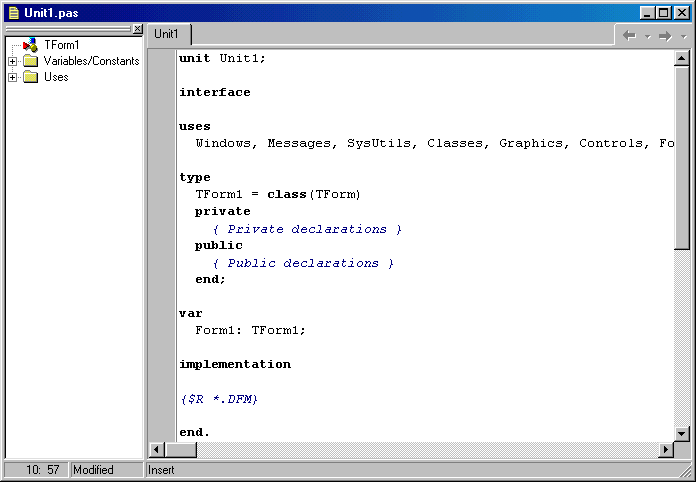 Unit1.pas
TForm1
Variables/Constants
Uses
Unit1
unit Unit1;
interface
uses
Windows, Messages, SysUtils, Classes, Graphics, Controls, Fo
type
TForm1 = class(TForm)
private
{ Private declarations }
public
{ Public declarations }
end;
var
Form1: TForm1;
implementation
{$R *.DFM}
end.
10: 57 Modified Insert